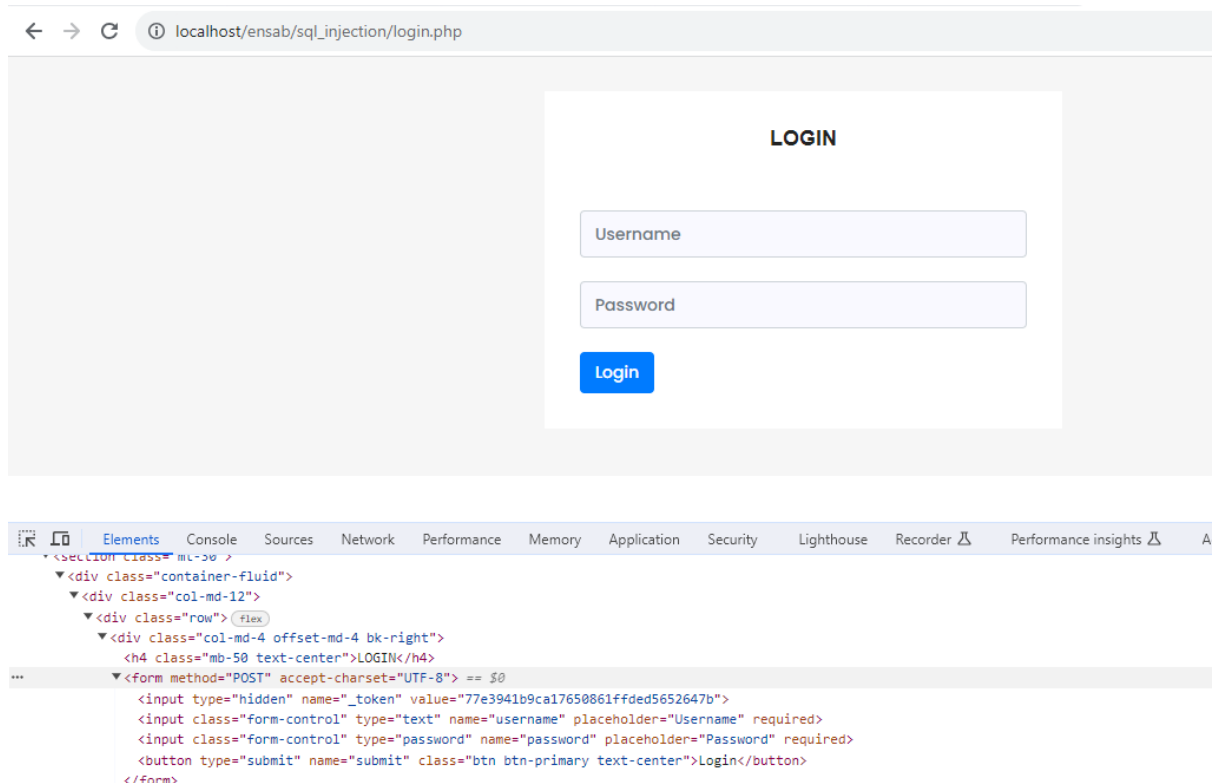 localhost/ensab/sql_injection/login.php
LOGIN
Username
Password
Login
Elements Console Sources Network Performance Memory Application Security Lighthouse Recorder Performance insights A
<section class="mt-30">
<div class="container-fluid">
<div class="col-md-12">
<div class="row"> flex
<div class="col-md-4 offset-md-4 bk-right">
<h4 class="mb-50 text-center">LOGIN</h4>
... <form method="POST" accept-charset="UTF-8"> == $0
<input type="hidden" name="_token" value="77e3941b9ca17650861ffded5652647b">
<input class="form-control" type="text" name="username" placeholder="Username" required>
<input class="form-control" type="password" name="password" placeholder="Password" required>
<button type="submit" name="submit" class="btn btn-primary text-center">Login</button>
</form>